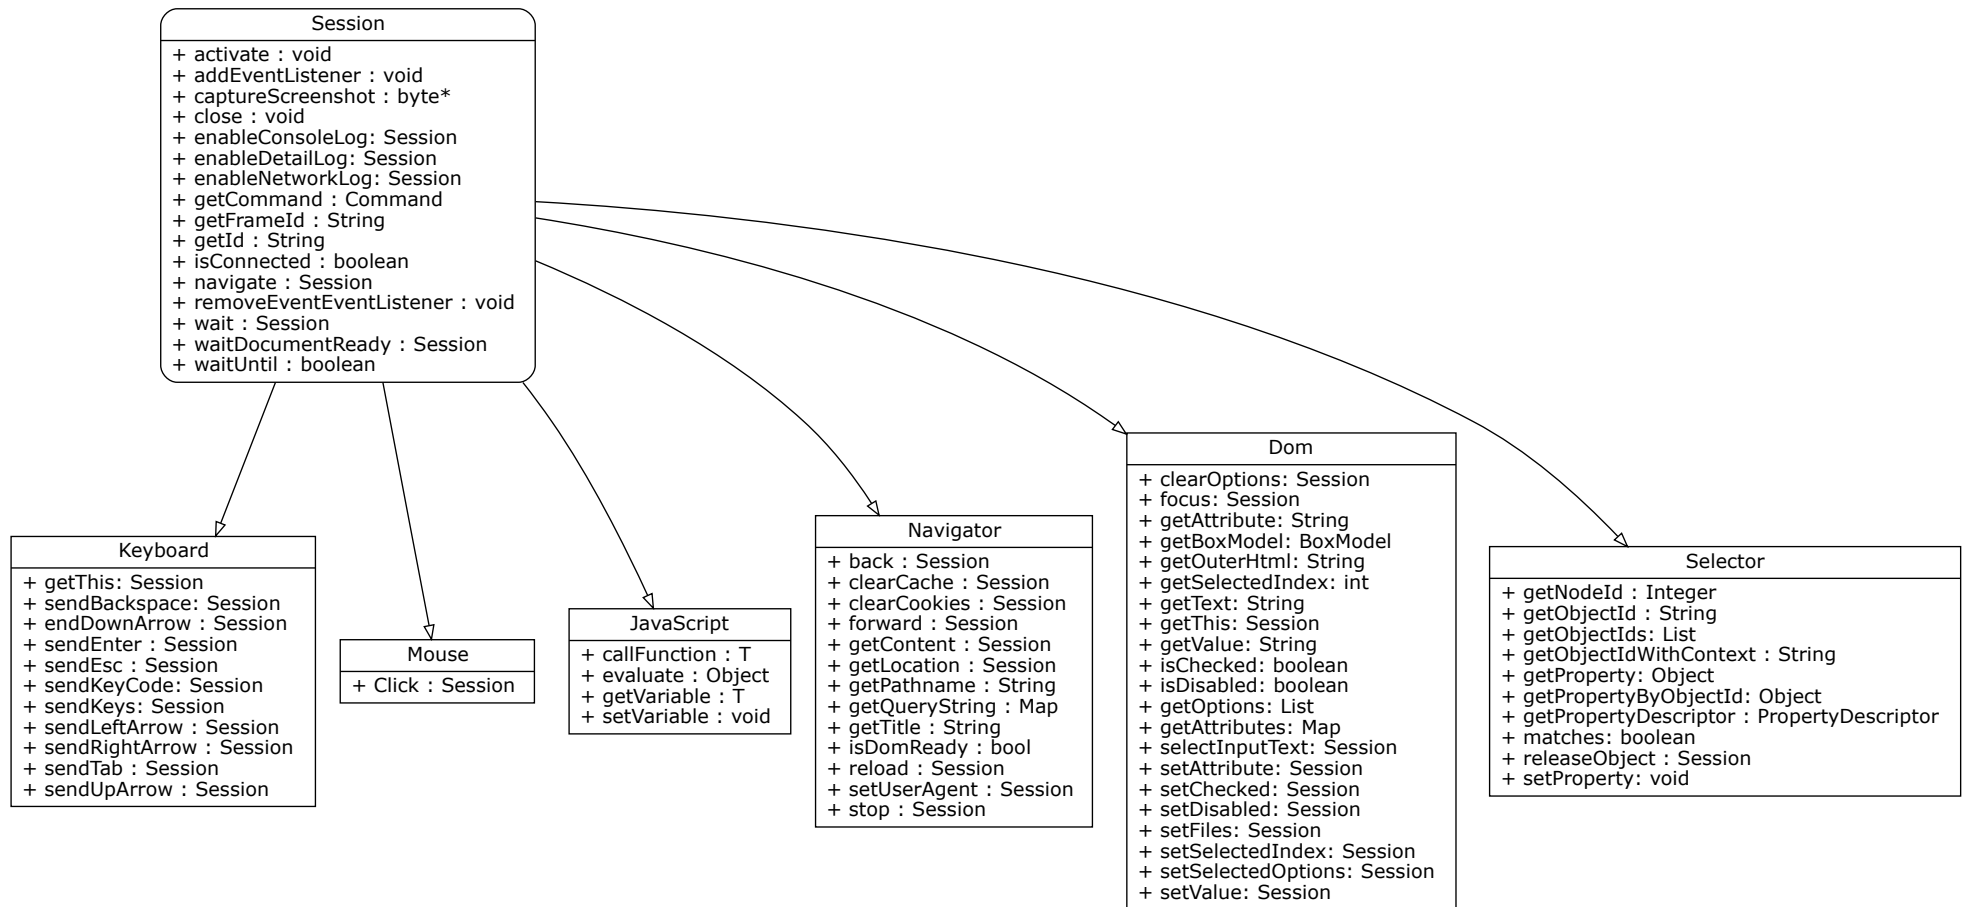 Session
+ activate : void
+ addEventListener : void
+ captureScreenshot : byte*
+ close : void
+ enableConsoleLog: Session
+ enableDetailLog: Session
+ enableNetworkLog: Session
+ getCommand : Command
+ getFrameId : String
+ getId : String
+ isConnected : boolean
+ navigate : Session
+ removeEventEventListener : void
+ wait : Session
+ waitDocumentReady : Session
+ waitUntil : boolean
Keyboard
+ getThis: Session
+ sendBackspace: Session
+ endDownArrow : Session
+ sendEnter : Session
+ sendEsc : Session
+ sendKeyCode: Session
+ sendKeys: Session
+ sendLeftArrow : Session
+ sendRightArrow : Session
+ sendTab : Session
+ sendUpArrow : Session
Mouse
+ Click : Session
JavaScript
+ callFunction : T
+ evaluate : Object
+ getVariable : T
+ setVariable : void
Navigator
+ back : Session
+ clearCache : Session
+ clearCookies : Session
+ forward : Session
+ getContent : Session
+ getLocation : Session
+ getPathname : String
+ getQueryString : Map
+ getTitle : String
+ isDomReady : bool
+ reload : Session
+ setUserAgent : Session
+ stop : Session
Dom
+ clearOptions: Session
+ focus: Session
+ getAttribute: String
+ getBoxModel: BoxModel
+ getOuterHtml: String
+ getSelectedIndex: int
+ getText: String
+ getThis: Session
+ getValue: String
+ isChecked: boolean
+ isDisabled: boolean
+ getOptions: List
+ getAttributes: Map
+ selectInputText: Session
+ setAttribute: Session
+ setChecked: Session
+ setDisabled: Session
+ setFiles: Session
+ setSelectedIndex: Session
+ setSelectedOptions: Session
+ setValue: Session
Selector
+ getNodeId : Integer
+ getObjectId : String
+ getObjectIds: List
+ getObjectIdWithContext : String
+ getProperty: Object
+ getPropertyByObjectId: Object
+ getPropertyDescriptor : PropertyDescriptor
+ matches: boolean
+ releaseObject : Session
+ setProperty: void